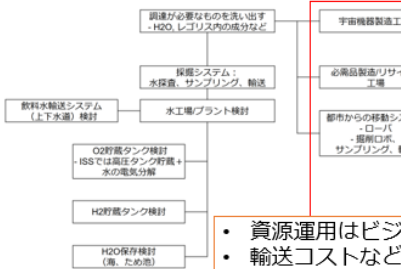 調達が必要なものを洗い出す
- H2O, レゴリス内の成分など
宇宙機器製造工
採掘システム：
水探査、サンプリング、輸送
必需品製造/リサイ
工場
飲料水輸送システム
（上下水道）検討
水工場/プラント検討
都市からの移動シス
- ローバ
- 掘削ロボ、
サンプリング、
O2貯蔵タンク検討
- ISSでは高圧タンク貯蔵＋
水の電気分解
H2貯蔵タンク検討
H2O保存検討
（海、ため池）
• 資源運用はビジ
• 輸送コストなど